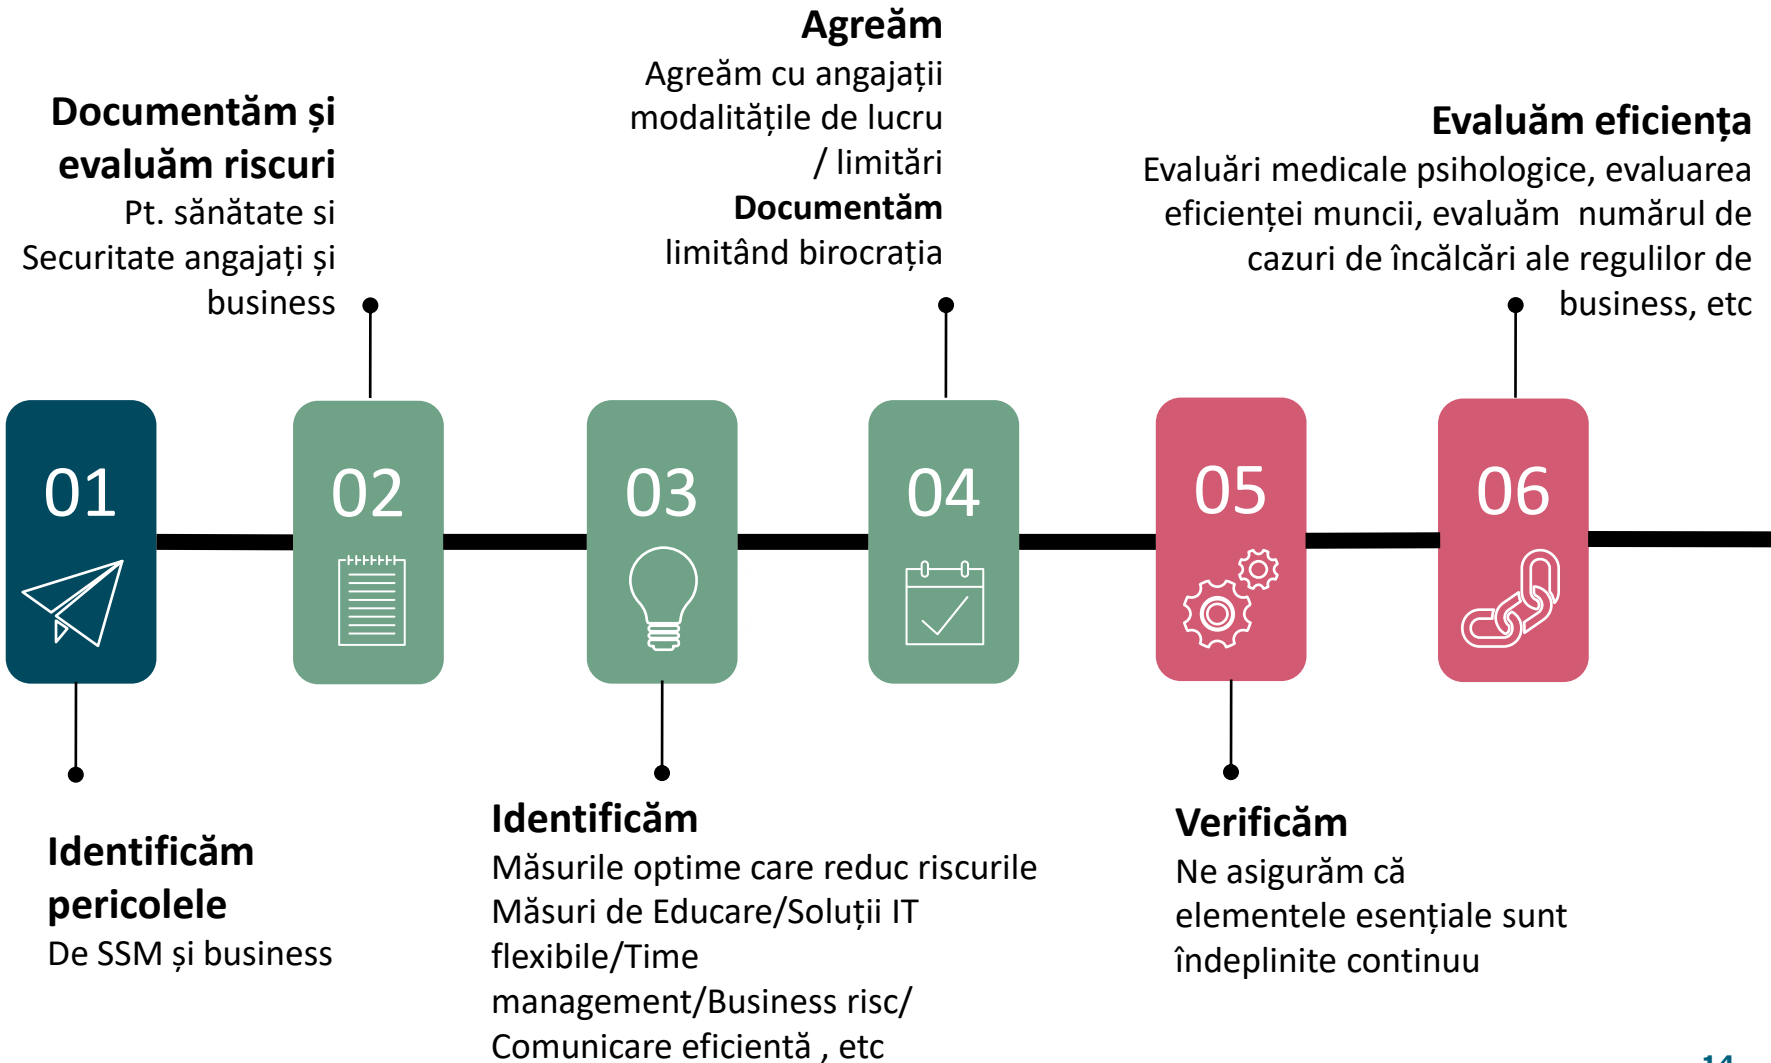 Agreăm
Agreăm cu angajații
modalitățile de lucru
/ limitări
Documentăm
limitând birocrația
Documentăm și
evaluăm riscuri
Pt. sănătate si
Securitate angajați și
business
Evaluăm eficiența
Evaluări medicale psihologice, evaluarea
eficienței muncii, evaluăm  numărul de
cazuri de încălcări ale regulilor de
business, etc
01
02
03
04
05
06
Identificăm
pericolele
De SSM și business
Identificăm
Măsurile optime care reduc riscurile
Măsuri de Educare/Soluții IT
flexibile/Time
management/Business risc/
Comunicare eficientă , etc
Verificăm
Ne asigurăm că
elementele esențiale sunt
îndeplinite continuu
14